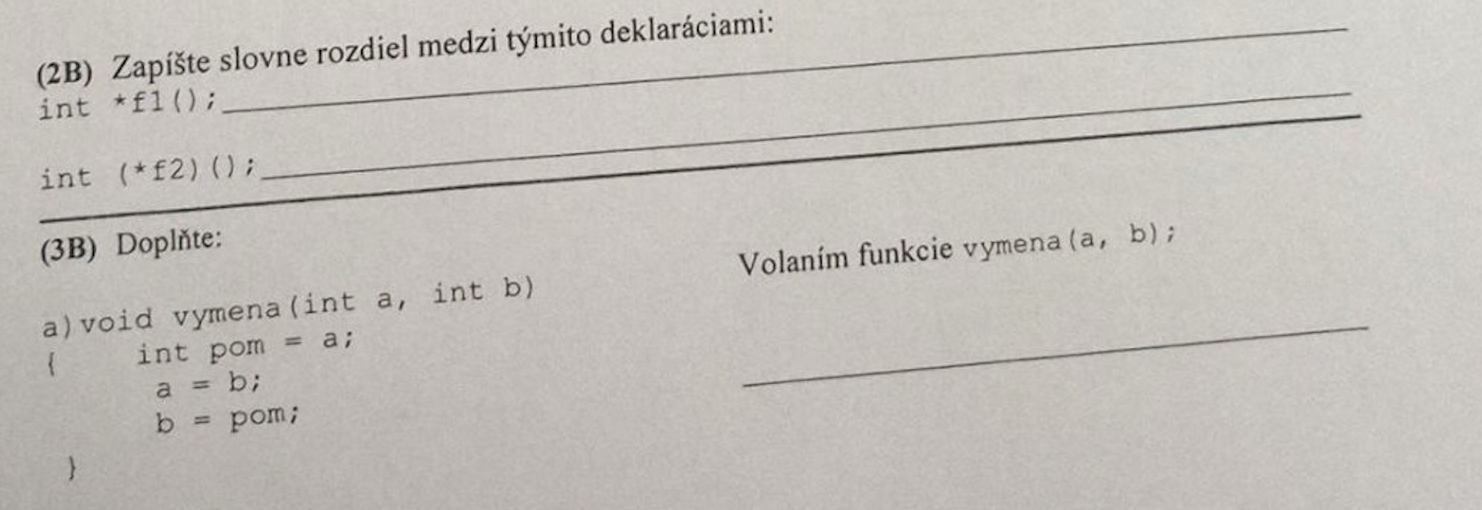 (2B) Zapíšte slovne rozdiel medzi týmito deklaráciami:
int *f1();
int (*f2)();
(3B) Doplňte:
Volaním funkcie vymena(a, b);
a)void vymena(int a, int b)
{ int pom = a;
a = b;
b = pom;
}